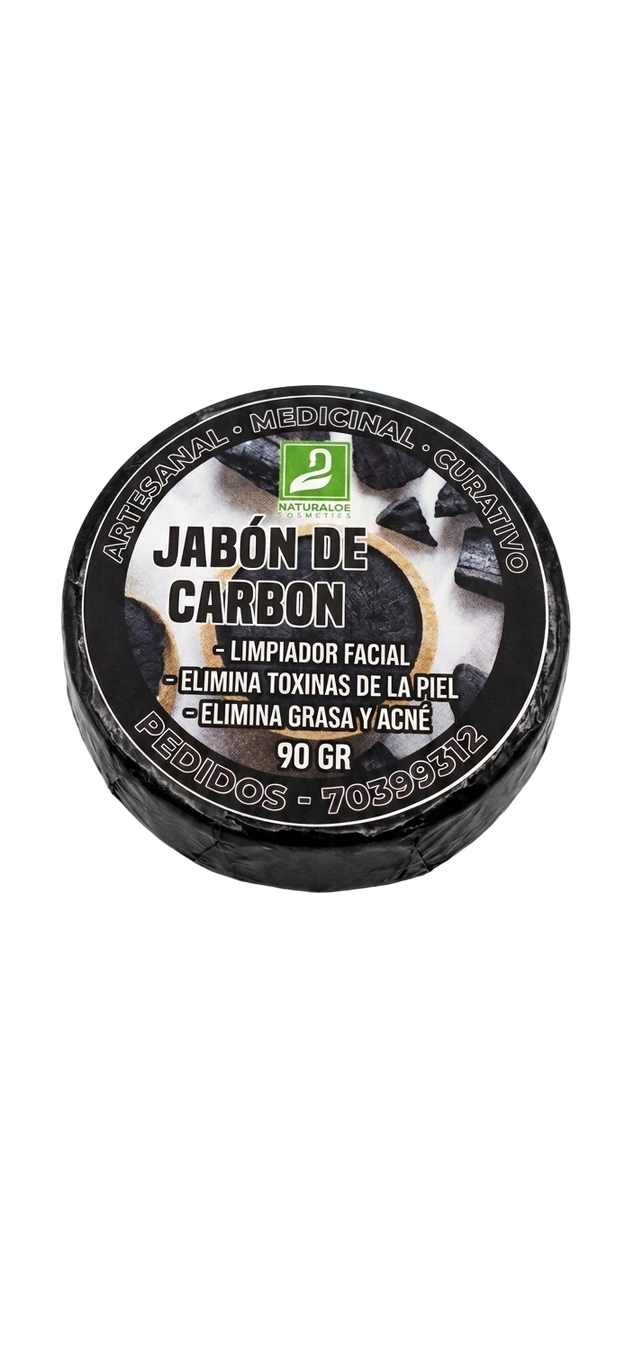 ARTESANAL · MEDICINAL · CURATIVO
NATURALOE
COSMETICS
JABÓN DE
CARBON
- LIMPIADOR FACIAL
- ELIMINA TOXINAS DE LA PIEL
- ELIMINA GRASA Y ACNÉ
90 GR
PEDIDOS - 70399312